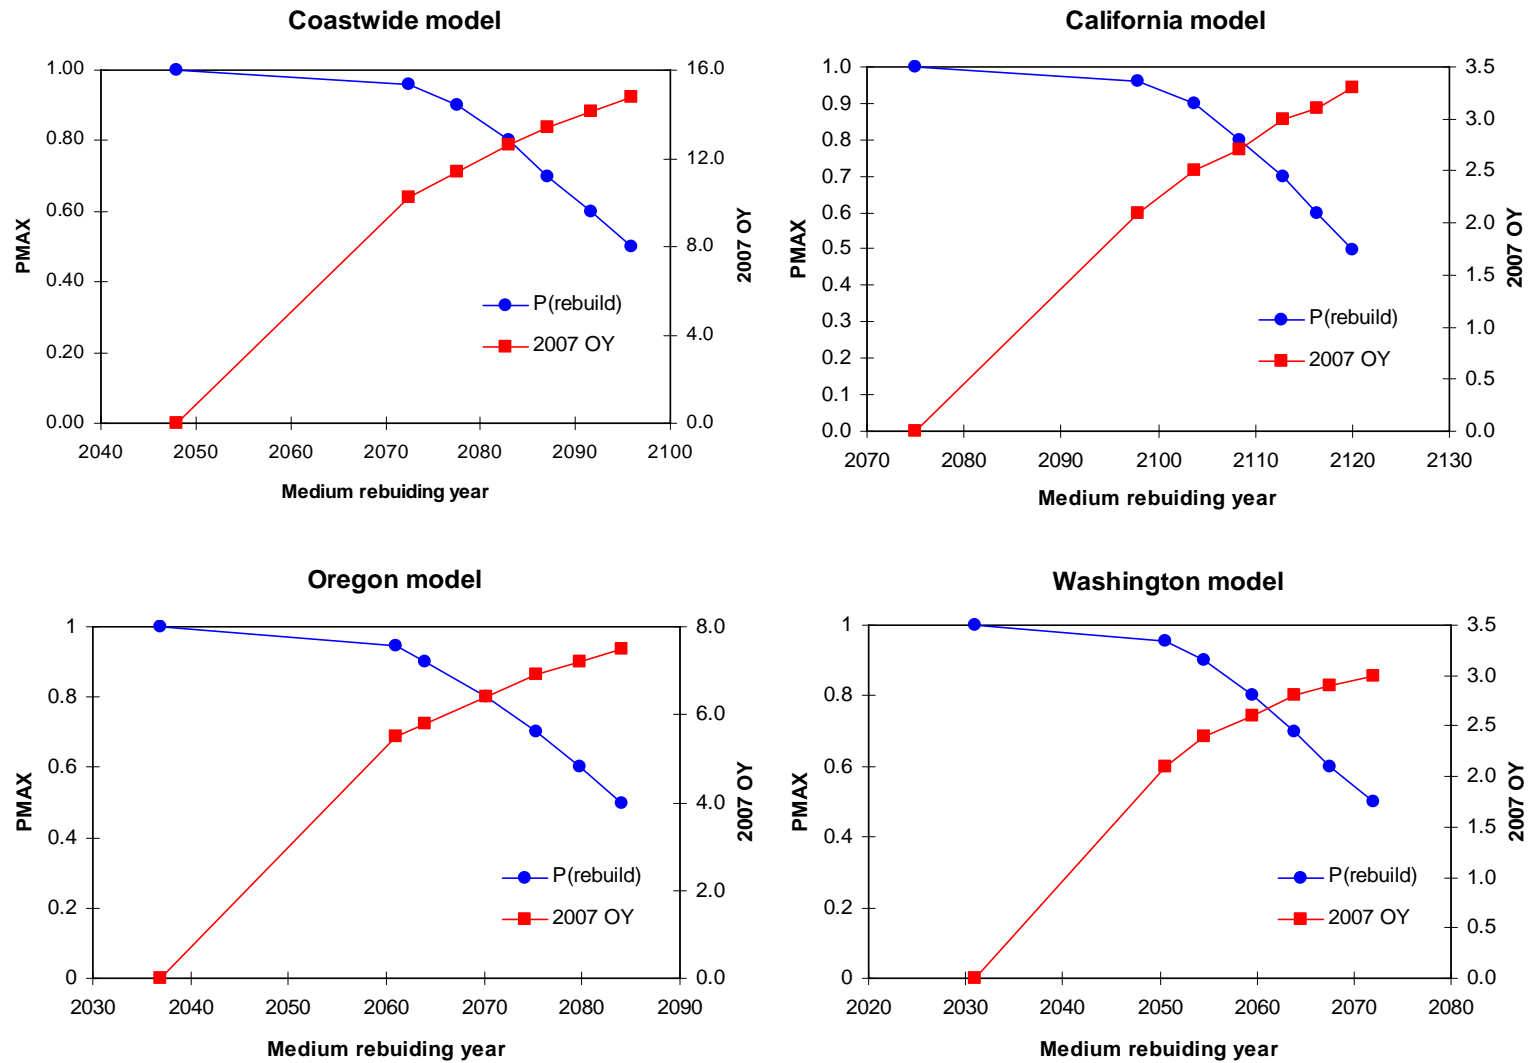 Coastwide model
1.00
0.80
0.60
0.40
0.20
0.00
PMAX
16.0
12.0
8.0
4.0
0.0
2007 OY
P(rebuild)
2007 OY
2040 2050 2060 2070 2080 2090 2100
Medium rebuiding year
California model
1.0
0.9
0.8
0.7
0.6
0.5
0.4
0.3
0.2
0.1
0.0
PMAX
3.5
3.0
2.5
2.0
1.5
1.0
0.5
0.0
2007 OY
P(rebuild)
2007 OY
2070 2080 2090 2100 2110 2120 2130
Medium rebuiding year
Oregon model
1
0.8
0.6
0.4
0.2
0
PMAX
8.0
6.0
4.0
2.0
0.0
2007 OY
P(rebuild)
2007 OY
2030 2040 2050 2060 2070 2080 2090
Medium rebuiding year
Washington model
1
0.8
0.6
0.4
0.2
0
PMAX
3.5
3.0
2.5
2.0
1.5
1.0
0.5
0.0
2007 OY
P(rebuild)
2007 OY
2020 2030 2040 2050 2060 2070 2080
Medium rebuiding year